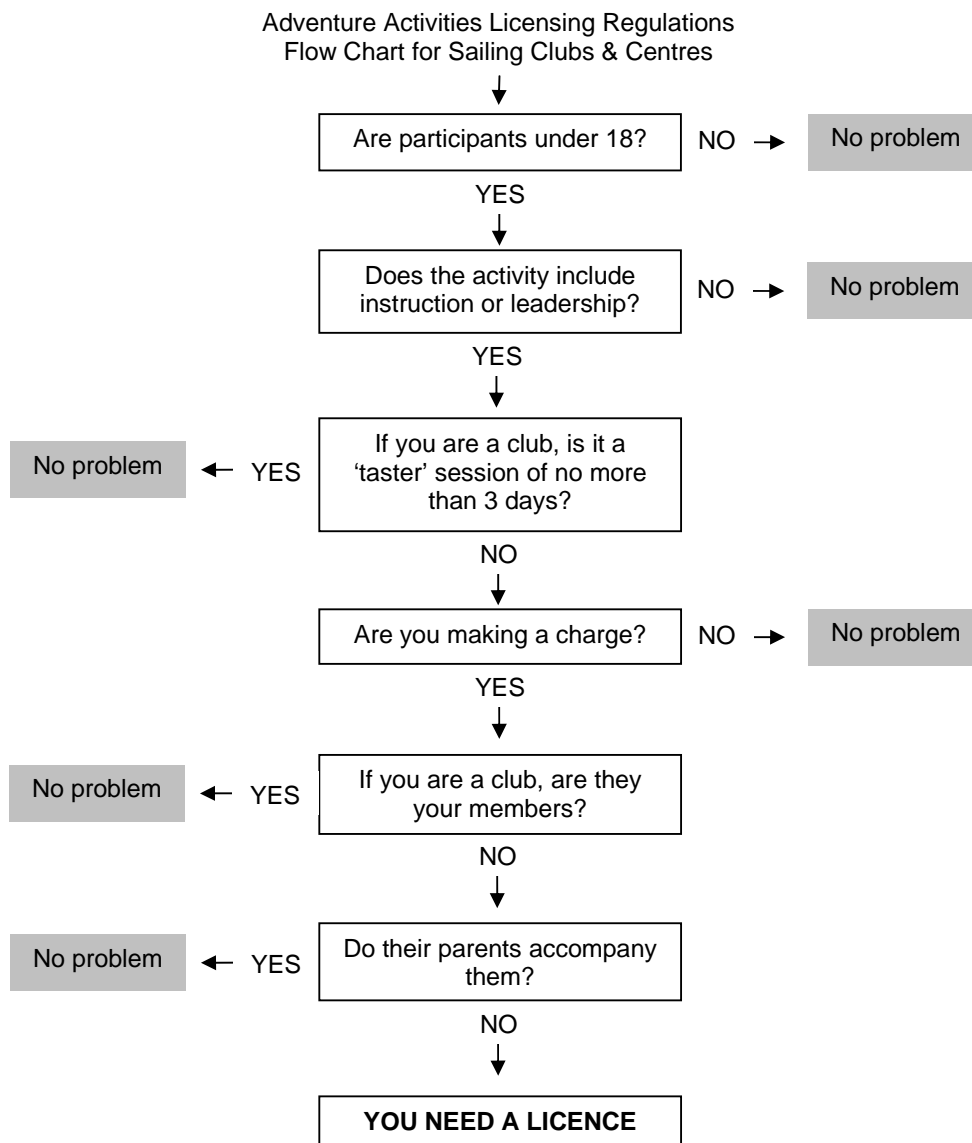 Adventure Activities Licensing Regulations
Flow Chart for Sailing Clubs & Centres
Are participants under 18?
NO
No problem
YES
Does the activity include
instruction or leadership?
NO
No problem
YES
If you are a club, is it a
‘taster’ session of no more
than 3 days?
YES
No problem
NO
Are you making a charge?
NO
No problem
YES
If you are a club, are they
your members?
YES
No problem
NO
Do their parents accompany
them?
YES
No problem
NO
YOU NEED A LICENCE